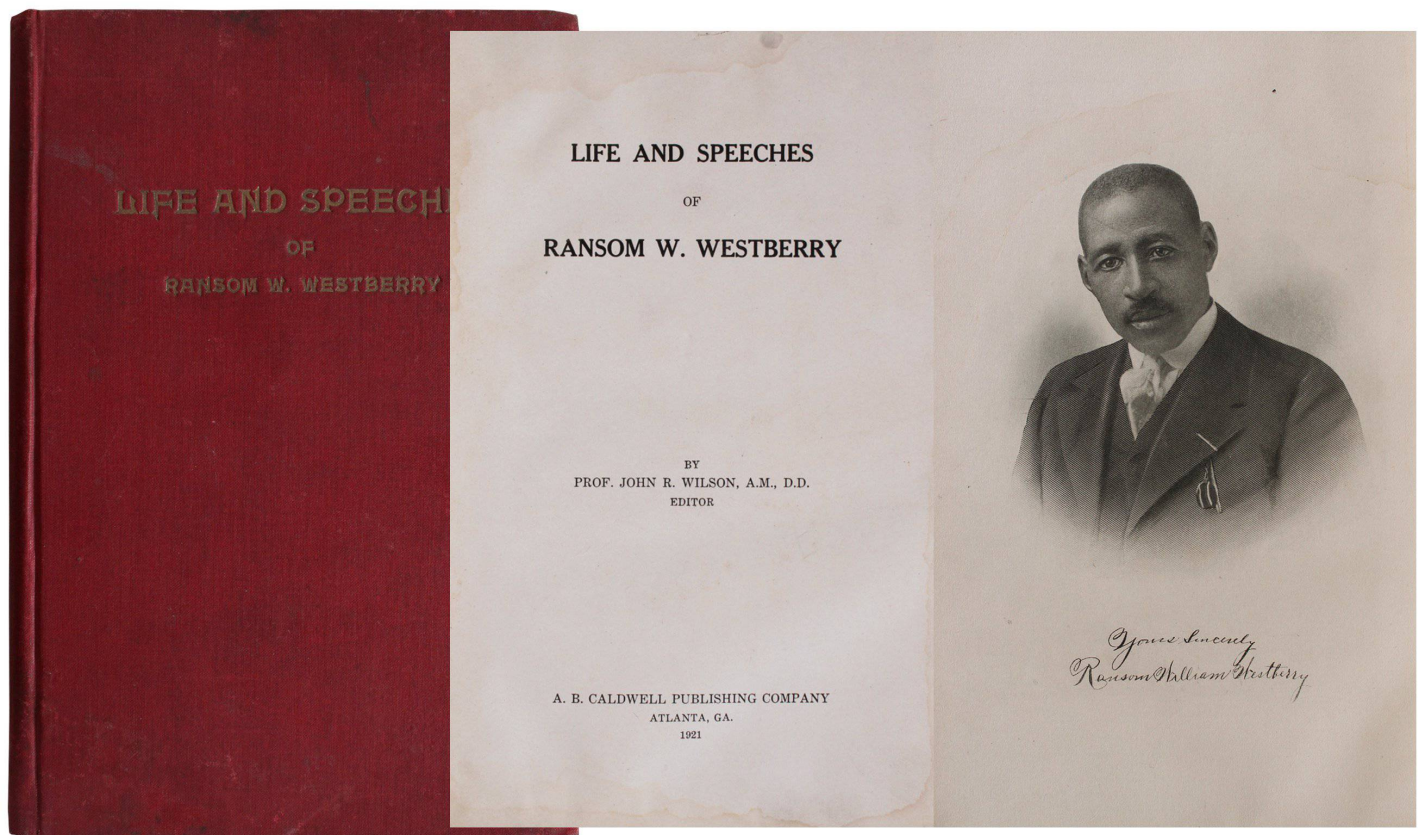 LIFE AND SPEECH
OF
RANSOM W. WESTBERRY
LIFE AND SPEECHES
OF
RANSOM W. WESTBERRY
BY
PROF. JOHN R. WILSON, A.M., D.D.
EDITOR
A. B. CALDWELL PUBLISHING COMPANY
ATLANTA, GA.
1921
Yours Sincerely
Ransom William Westberry